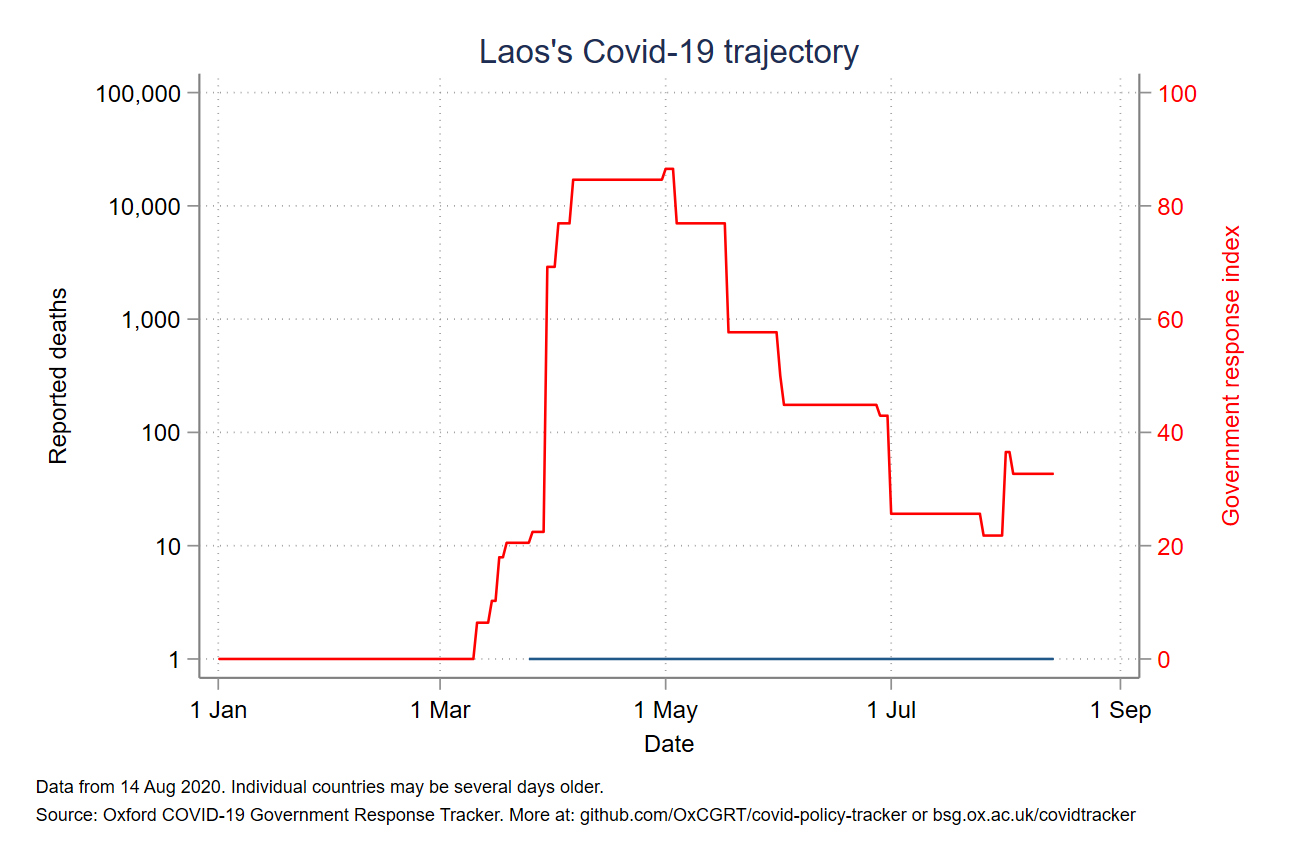 Laos's Covid-19 trajectory
100,000
10,000
1,000
100
10
1
Reported deaths
100
80
60
40
20
0
Government response index
1 Jan
1 Mar
1 May
1 Jul
1 Sep
Date
Data from 14 Aug 2020. Individual countries may be several days older.
Source: Oxford COVID-19 Government Response Tracker. More at: github.com/OxCGRT/covid-policy-tracker or bsg.ox.ac.uk/covidtracker